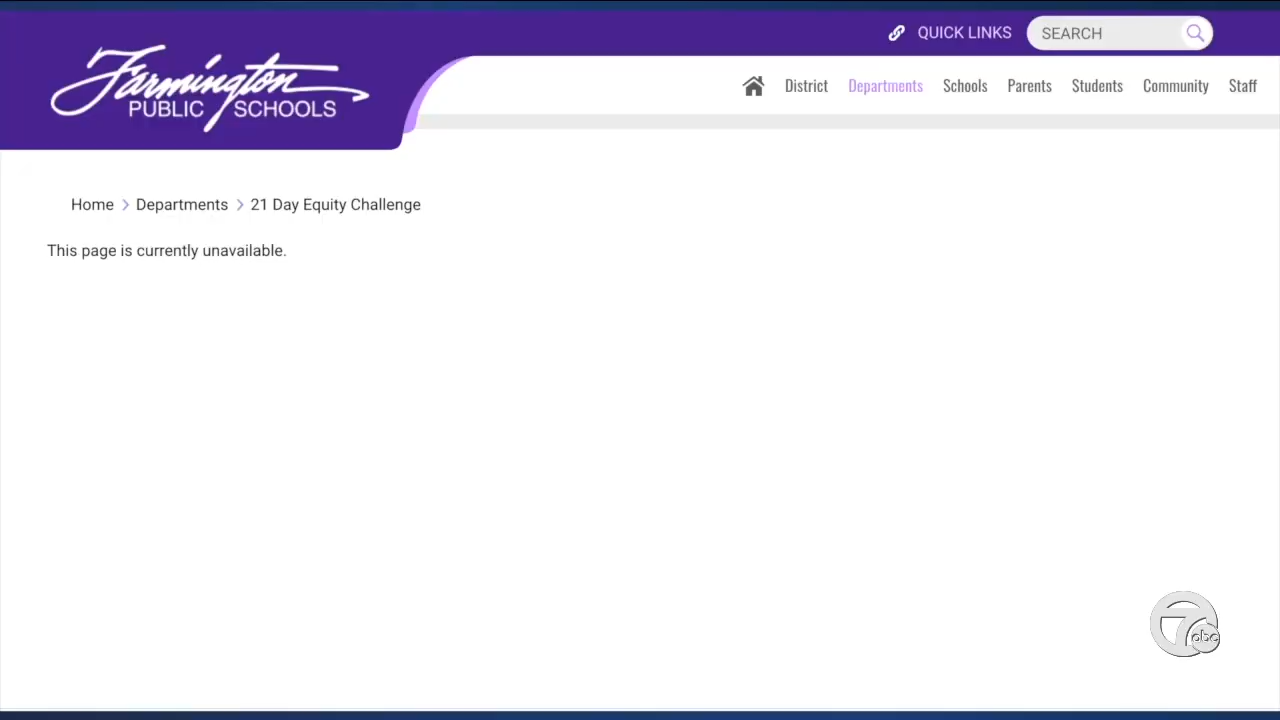 QUICK LINKS
SEARCH
Farmington
PUBLIC SCHOOLS
District
Departments
Schools
Parents
Students
Community
Staff
Home > Departments > 21 Day Equity Challenge
This page is currently unavailable.
7
abc